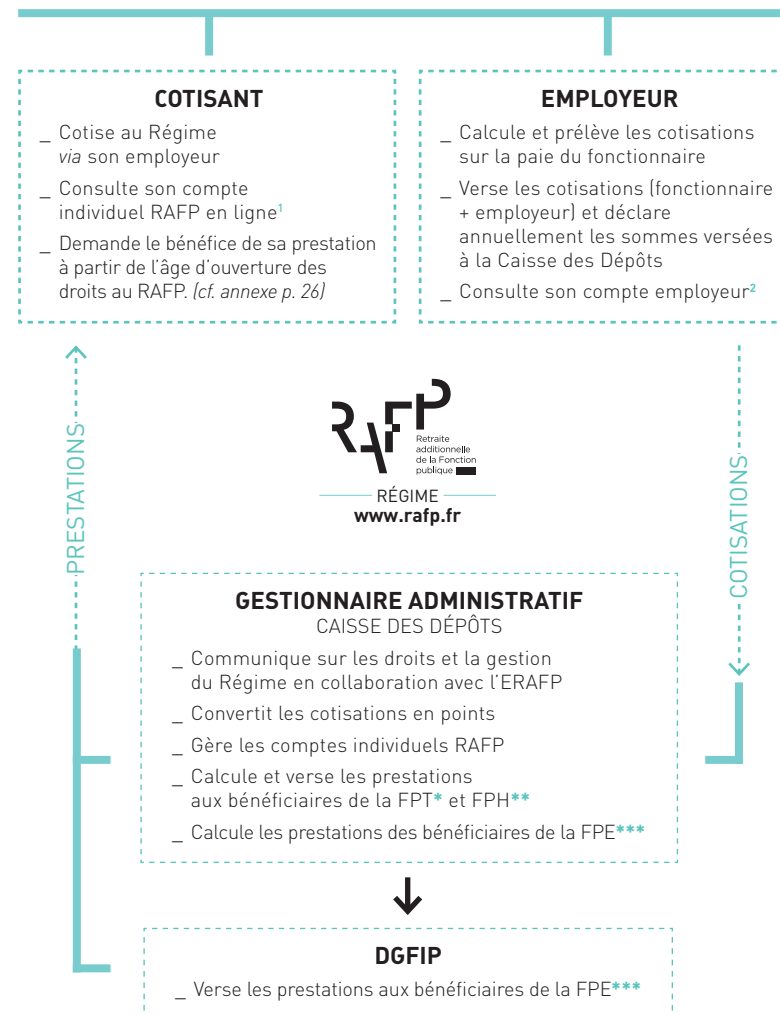 COTISANT
_ Cotise au Régime
via son employeur
_ Consulte son compte
individuel RAFP en ligne¹
_ Demande le bénéfice de sa prestation
à partir de l'âge d'ouverture des
droits au RAFP. (cf. annexe p. 26)
EMPLOYEUR
_ Calcule et prélève les cotisations
sur la paie du fonctionnaire
_ Verse les cotisations (fonctionnaire
+ employeur) et déclare
annuellement les sommes versées
à la Caisse des Dépôts
_ Consulte son compte employeur²
PRESTATIONS
RAFP
Retraite
additionnelle
de la Fonction
publique
RÉGIME
www.rafp.fr
COTISATIONS
GESTIONNAIRE ADMINISTRATIF
CAISSE DES DÉPÔTS
_ Communique sur les droits et la gestion
du Régime en collaboration avec l'ERAFP
_ Convertit les cotisations en points
_ Gère les comptes individuels RAFP
_ Calcule et verse les prestations
aux bénéficiaires de la FPT* et FPH**
_ Calcule les prestations des bénéficiaires de la FPE***
DGFIP
_ Verse les prestations aux bénéficiaires de la FPE***